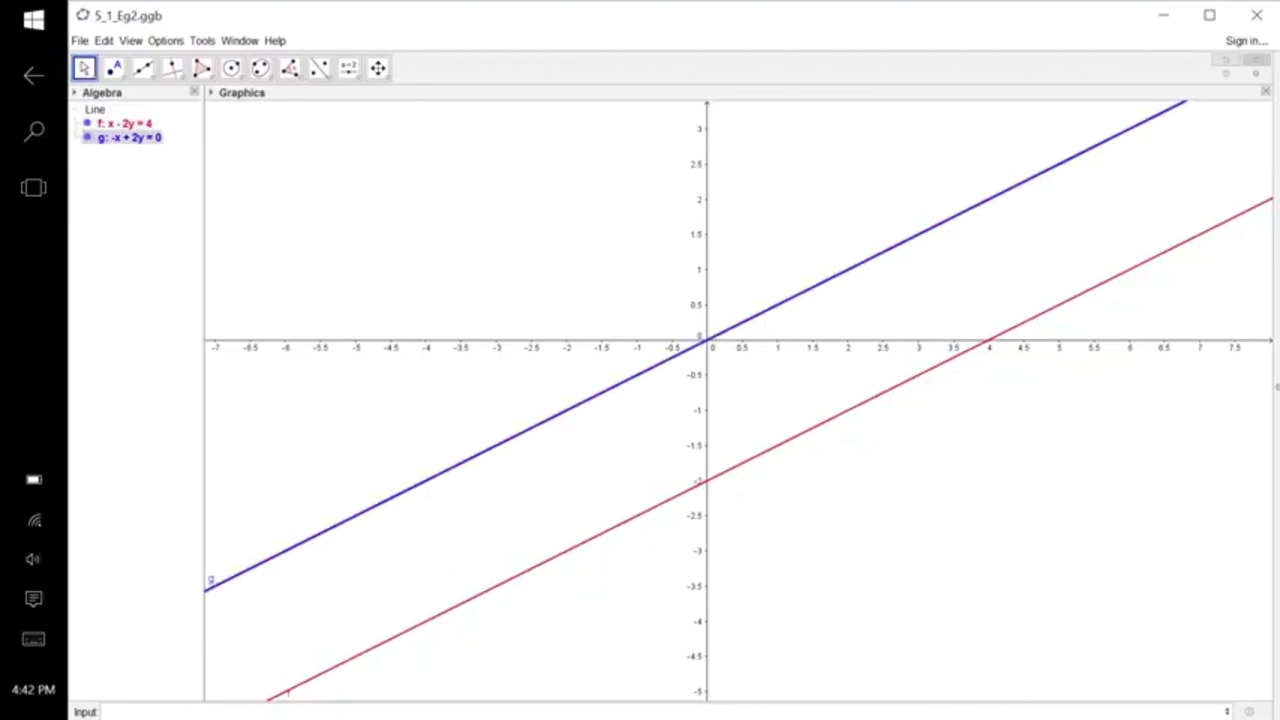 5_1_Eg2.ggb
File Edit View Options Tools Window Help
Sign in...
A
a=2
Algebra
Graphics
Line
f: x - 2y = 4
g: -x + 2y = 0
3
2.5
2
1.5
1
0.5
0
-7 -6.5 -6 -5.5 -5 -4.5 -4 -3.5 -3 -2.5 -2 -1.5 -1 -0.5 0 0.5 1 1.5 2 2.5 3 3.5 4 4.5 5 5.5 6 6.5 7 7.5
-0.5
-1
-1.5
-2
-2.5
-3
g
-3.5
-4
-4.5
-5
f
4:42 PM
Input: